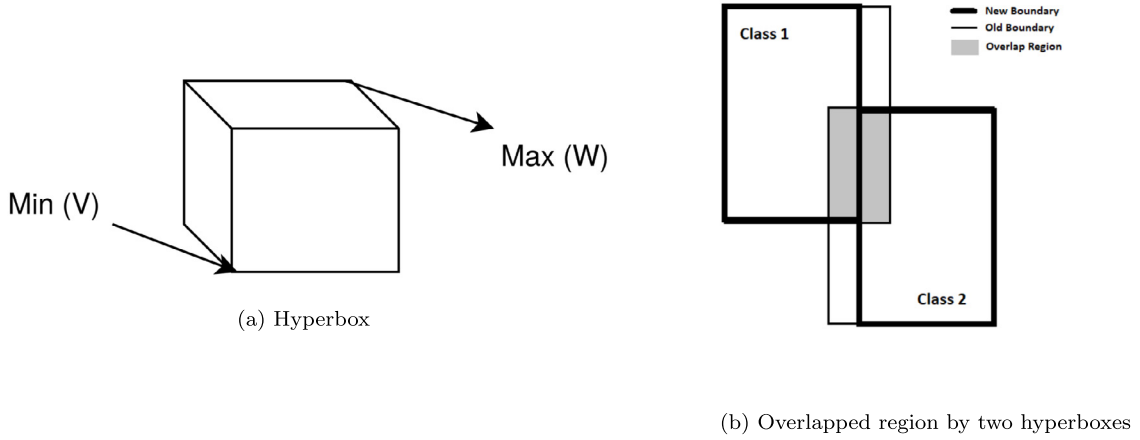 Min (V)
Max (W)
(a) Hyperbox
Class 1
New Boundary
Old Boundary
Overlap Region
Class 2
(b) Overlapped region by two hyperboxes